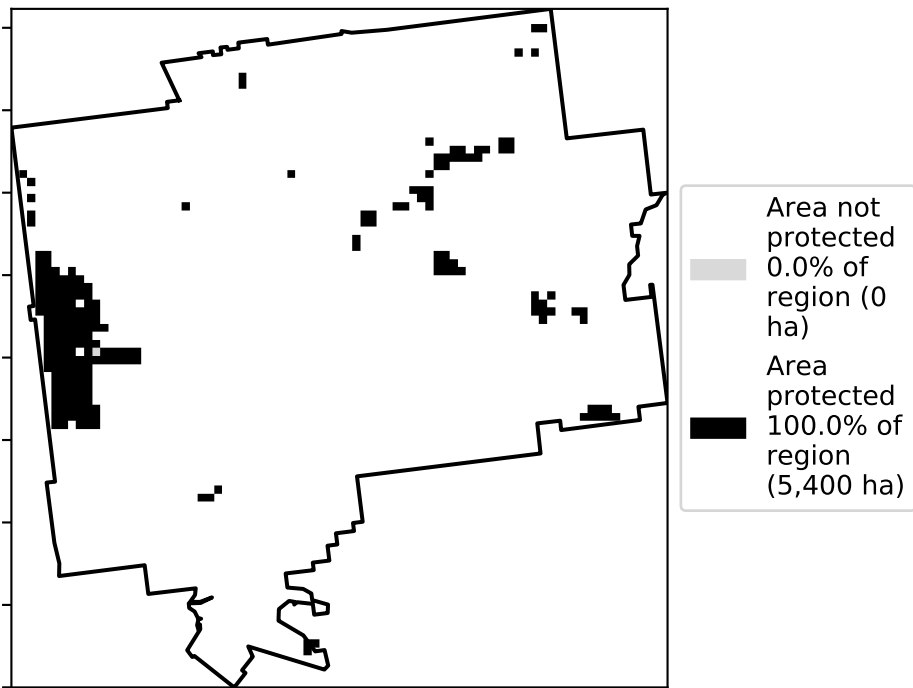 Area not
protected
0.0% of
region (0
ha)
Area
protected
100.0% of
region
(5,400 ha)